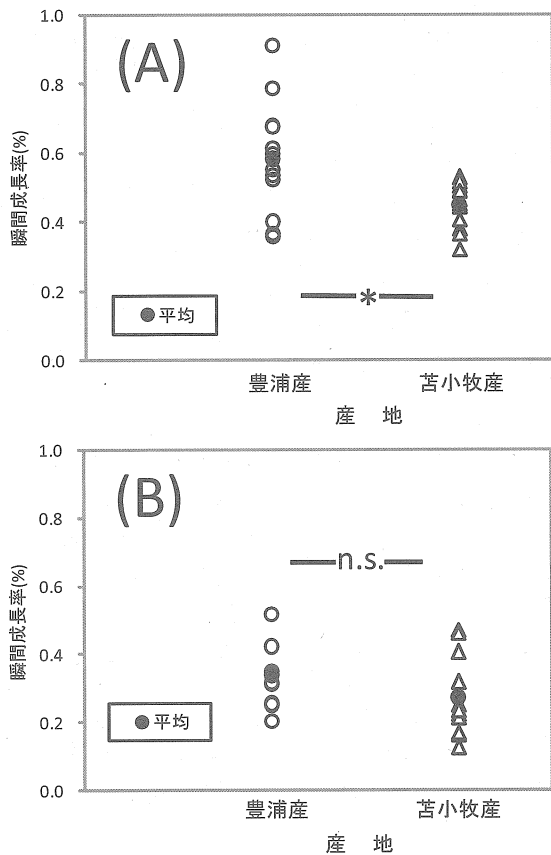 1.0
(A)
0.8
0.6
0.4
0.2
0.0
瞬間成長率(%)
*
平均
豊浦産
苫小牧産
産 地
1.0
(B)
0.8
n.s.
0.6
0.4
0.2
0.0
瞬間成長率(%)
平均
豊浦産
苫小牧産
産 地